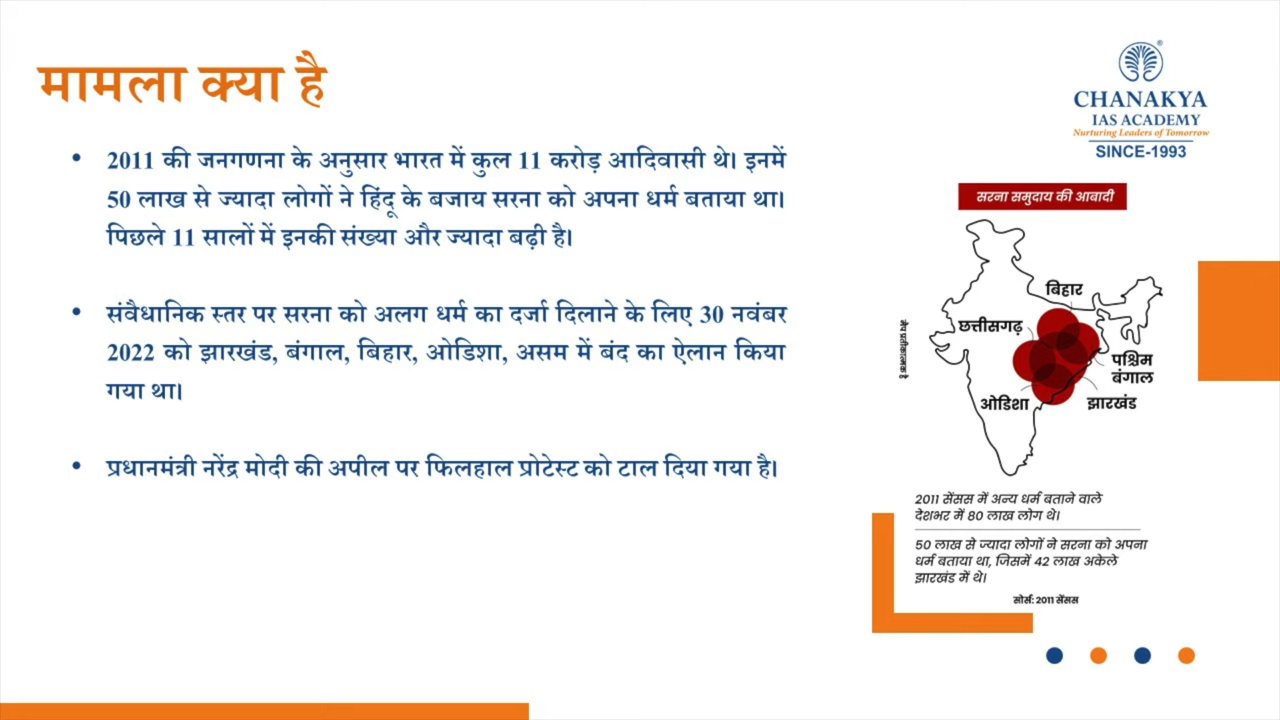 मामला क्या है
CHANAKYA
IAS ACADEMY
Nurturing Leaders of Tomorrow
SINCE-1993
• 2011 की जनगणना के अनुसार भारत में कुल 11 करोड़ आदिवासी थे। इनमें
50 लाख से ज्यादा लोगों ने हिंदू के बजाय सरना को अपना धर्म बताया था।
पिछले 11 सालों में इनकी संख्या और ज्यादा बढ़ी है।
• संवैधानिक स्तर पर सरना को अलग धर्म का दर्जा दिलाने के लिए 30 नवंबर
2022 को झारखंड, बंगाल, बिहार, ओडिशा, असम में बंद का ऐलान किया
गया था।
• प्रधानमंत्री नरेंद्र मोदी की अपील पर फिलहाल प्रोटेस्ट को टाल दिया गया है।
सरना समुदाय की आबादी
बिहार
छत्तीसगढ़
पश्चिम
बंगाल
ओडिशा
झारखंड
मैप प्रतीकात्मक है
2011 सेंसस में अन्य धर्म बताने वाले
देशभर में 80 लाख लोग थे।
50 लाख से ज्यादा लोगों ने सरना को अपना
धर्म बताया था, जिसमें 42 लाख अकेले
झारखंड में थे।
सोर्स: 2011 सेंसस